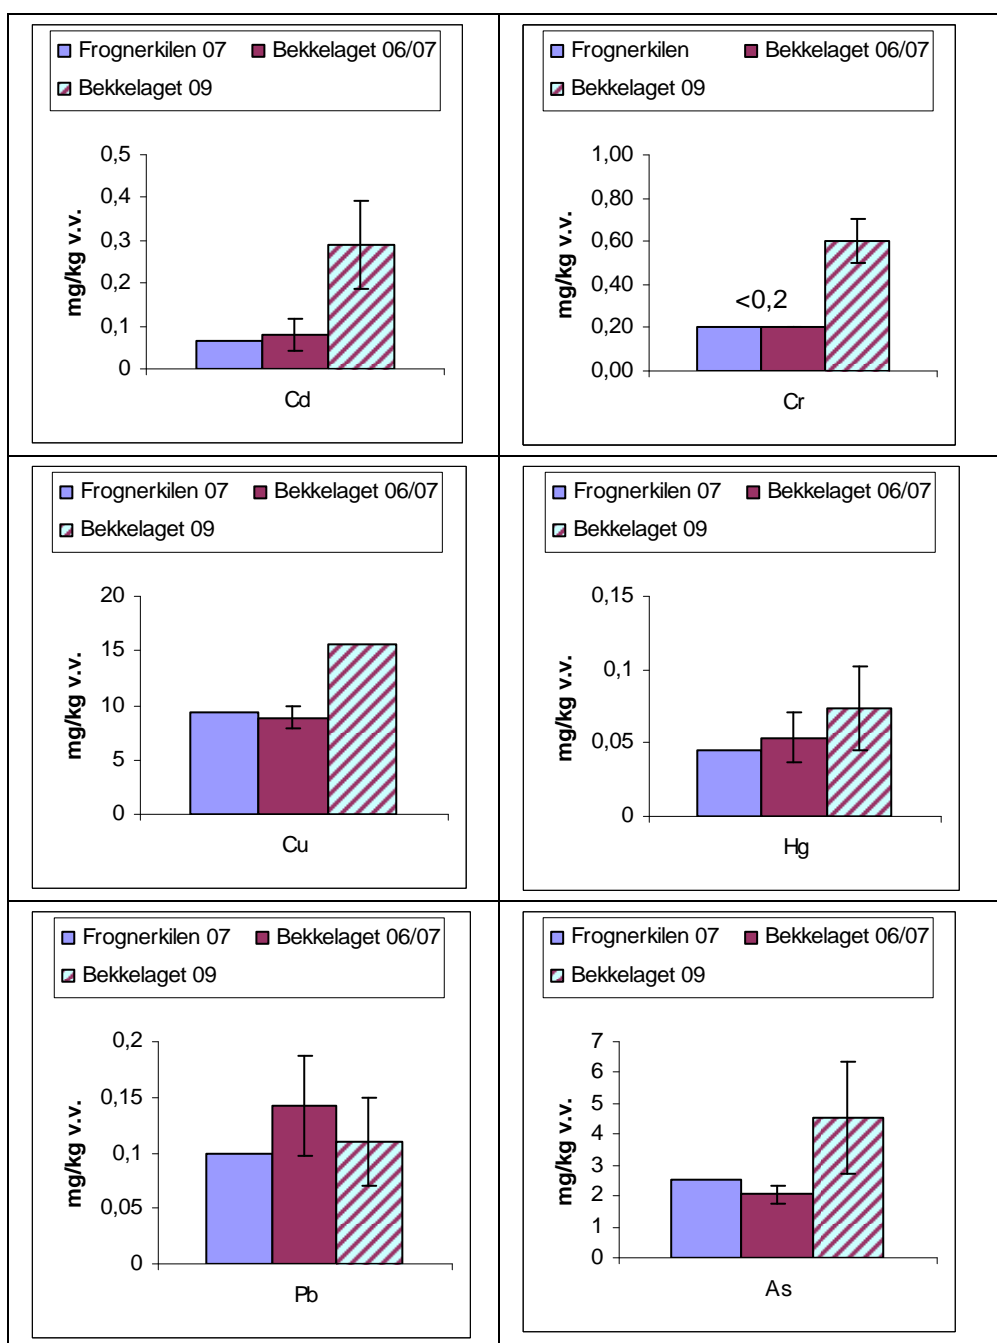 Frognerkilen 07 Bekkelaget 06/07
Bekkelaget 09
mg/kg v.v.
0,5
0,4
0,3
0,2
0,1
0
Cd
Frognerkilen Bekkelaget 06/07
Bekkelaget 09
mg/kg v.v.
1,00
0,80
0,60
0,40
0,20
0,00
<0,2
Cr
Frognerkilen 07 Bekkelaget 06/07
Bekkelaget 09
mg/kg v.v.
20
15
10
5
0
Cu
Frognerkilen 07 Bekkelaget 06/07
Bekkelaget 09
mg/kg v.v.
0,15
0,1
0,05
0
Hg
Frognerkilen 07 Bekkelaget 06/07
Bekkelaget 09
mg/kg v.v.
0,2
0,15
0,1
0,05
0
Pb
Frognerkilen 07 Bekkelaget 06/07
Bekkelaget 09
mg/kg v.v.
7
6
5
4
3
2
1
0
As